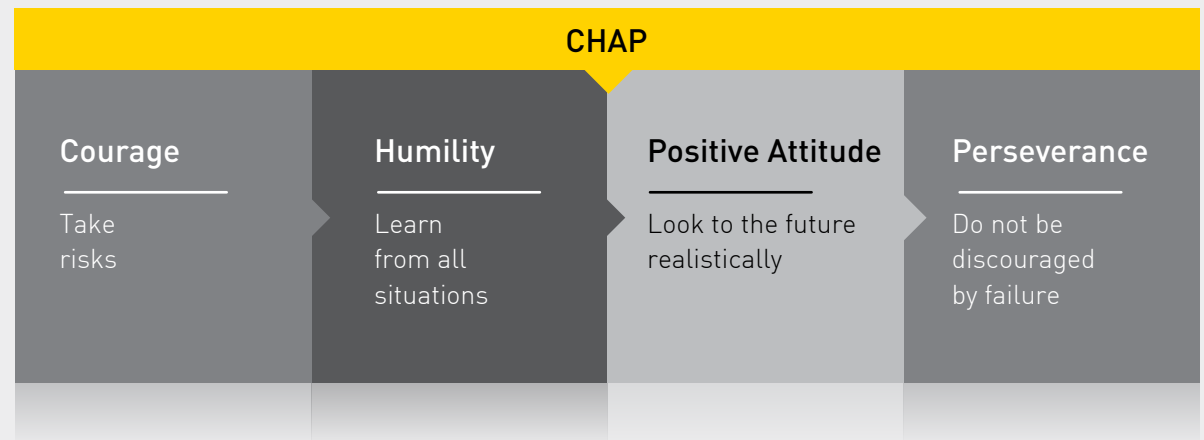 CHAP
Courage
Take
risks
Humility
Learn
from all
situations
Positive Attitude
Look to the future
realistically
Perseverance
Do not be
discouraged
by failure